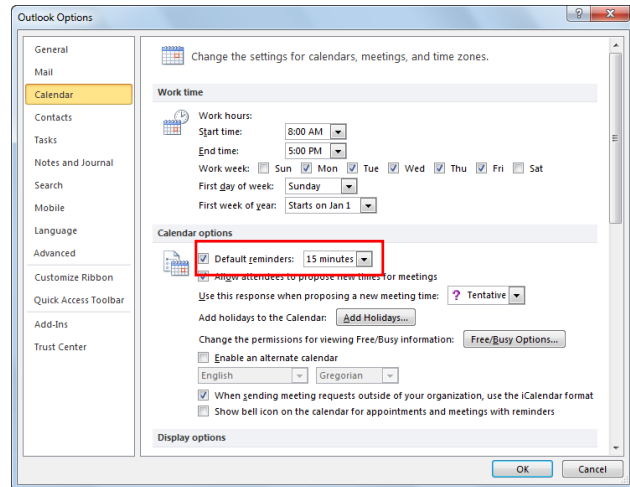 Outlook Options
General
Mail
Calendar
Contacts
Tasks
Notes and Journal
Search
Mobile
Language
Advanced
Customize Ribbon
Quick Access Toolbar
Add-Ins
Trust Center
Change the settings for calendars, meetings, and time zones.
Work time
Work hours:
Start time: 8:00 AM
End time: 5:00 PM
Work week: Sun Mon Tue Wed Thu Fri Sat
First day of week: Sunday
First week of year: Starts on Jan 1
Calendar options
Default reminders: 15 minutes
Allow attendees to propose new times for meetings
Use this response when proposing a new meeting time: ? Tentative
Add holidays to the Calendar: Add Holidays...
Change the permissions for viewing Free/Busy information: Free/Busy Options...
Enable an alternate calendar
English Gregorian
When sending meeting requests outside of your organization, use the iCalendar format
Show bell icon on the calendar for appointments and meetings with reminders
Display options
OK Cancel